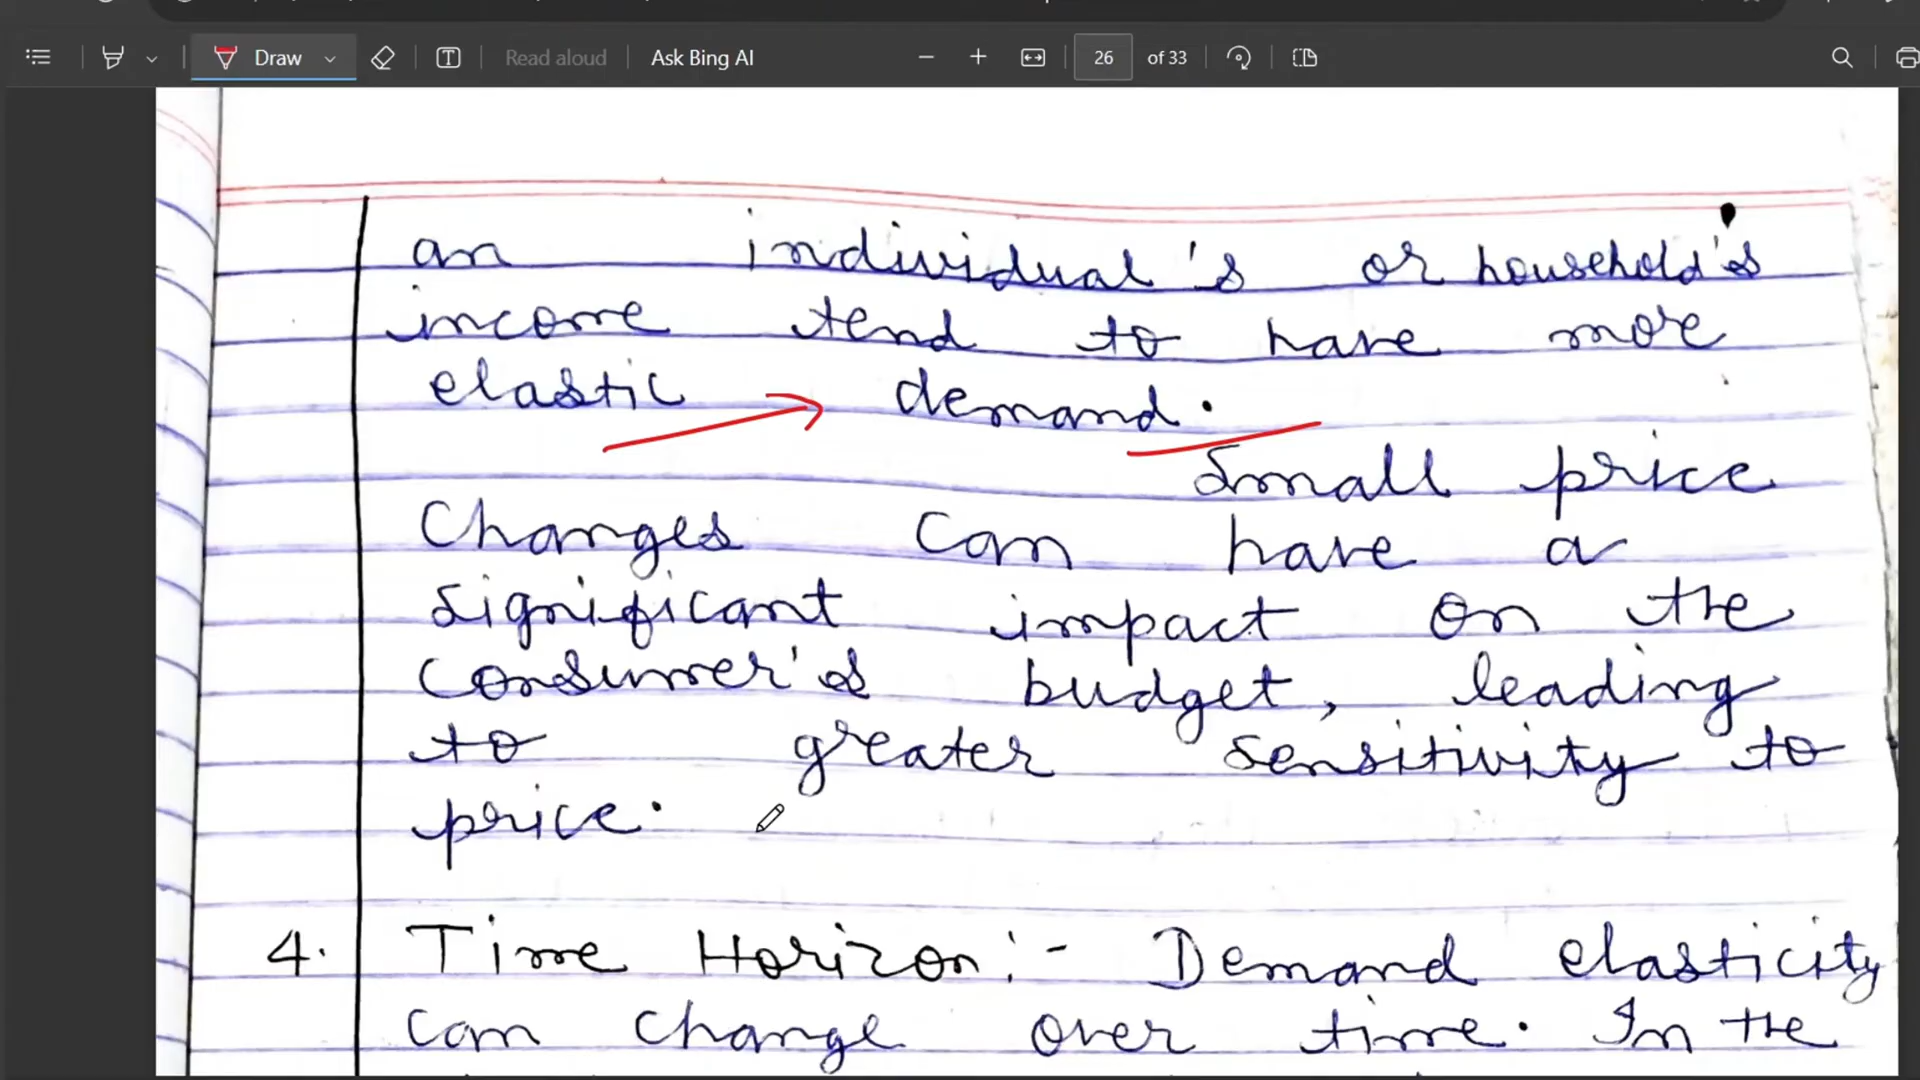 Draw
Read aloud
Ask Bing AI
26 of 33
an individual's or household's
income tend to have more
elastic demand.
Small price
Changes can have a
significant impact on the
consumer's budget, leading
to greater sensitivity to
price.
4. Time Horizon:- Demand elasticity
can change over time. In the